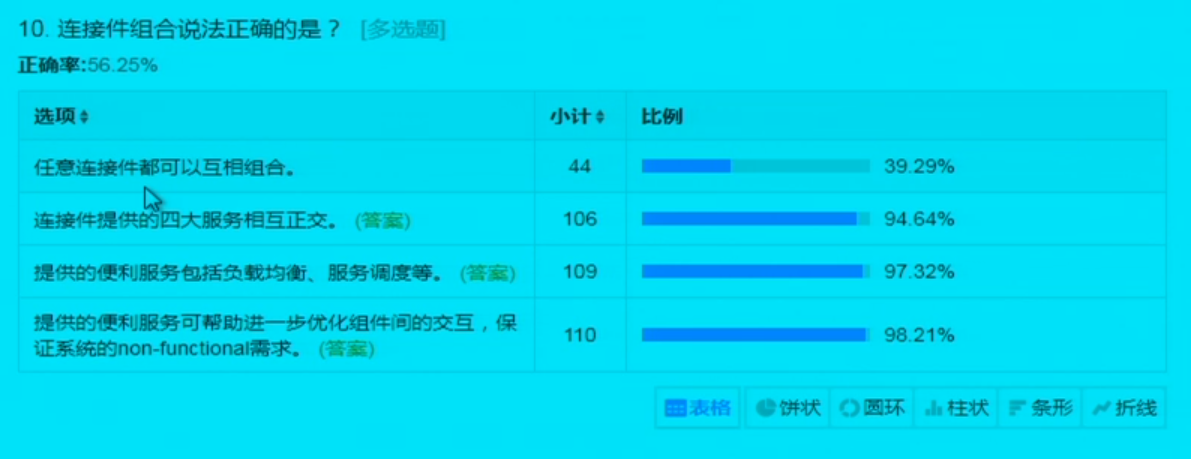 10. 连接件组合说法正确的是？ [多选题]
正确率:56.25%
选项 小计 比例
任意连接件都可以互相组合。 44 39.29%
连接件提供的四大服务相互正交。 (答案) 106 94.64%
提供的便利服务包括负载均衡、服务调度等。 (答案) 109 97.32%
提供的便利服务可帮助进一步优化组件间的交互，保
证系统的non-functional需求。 (答案) 110 98.21%
表格 饼状 圆环 柱状 条形 折线